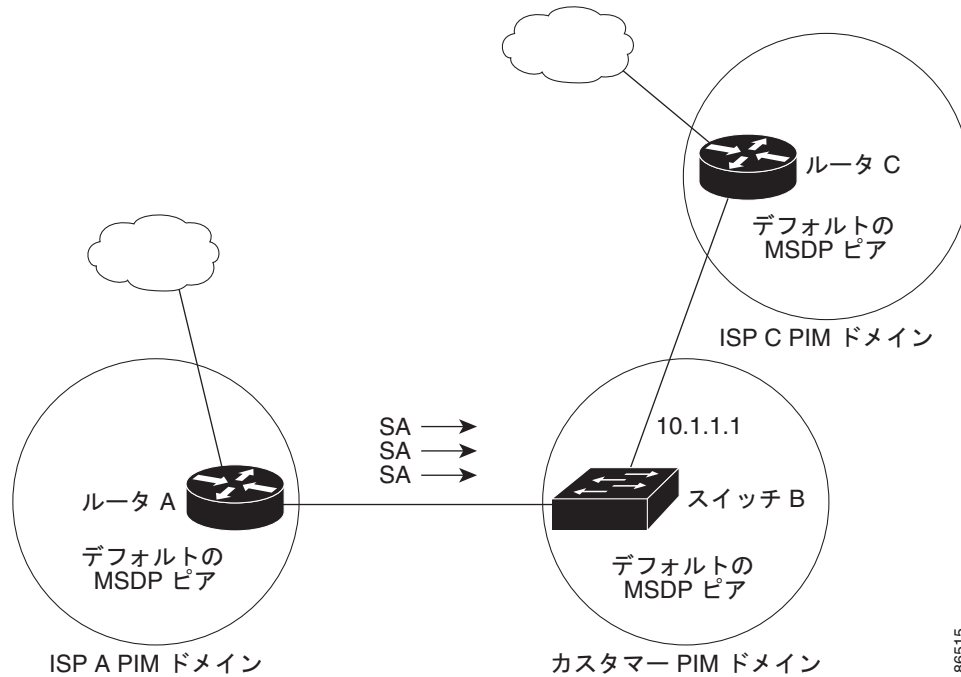 ルータ C
デフォルトの
MSDP ピア
ISP C PIM ドメイン
SA
SA
SA
10.1.1.1
ルータ A
スイッチ B
デフォルトの
MSDP ピア
デフォルトの
MSDP ピア
ISP A PIM ドメイン
カスタマー PIM ドメイン
86515